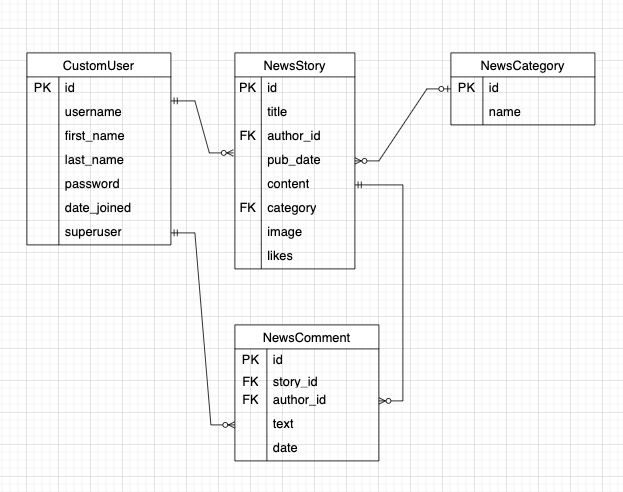 CustomUser
PK id
username
first_name
last_name
password
date_joined
superuser
NewsStory
PK id
title
FK author_id
pub_date
content
FK category
image
likes
NewsCategory
PK id
name
NewsComment
PK id
FK story_id
FK author_id
text
date